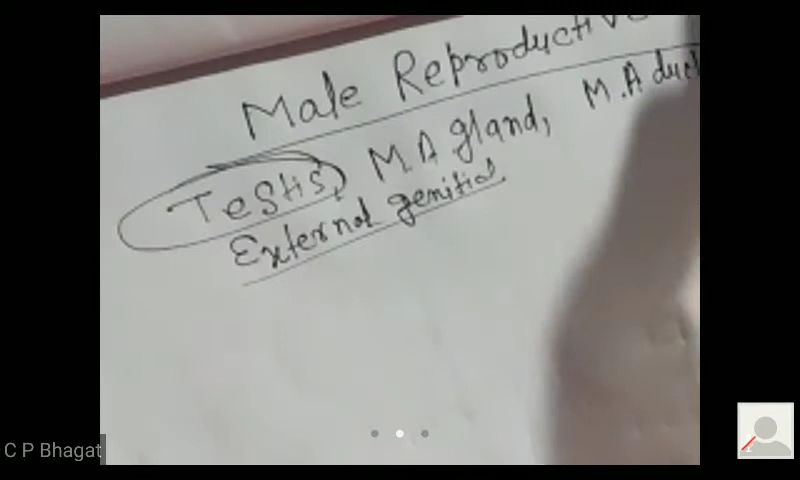 Male Reproductive
Testis, M.A gland, M.A duct
External genitial
C P Bhagat